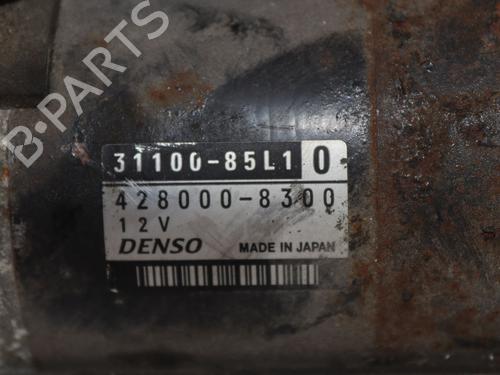 B-PARTS
31100-85L1 0
428000-8300
12V
DENSO MADE IN JAPAN